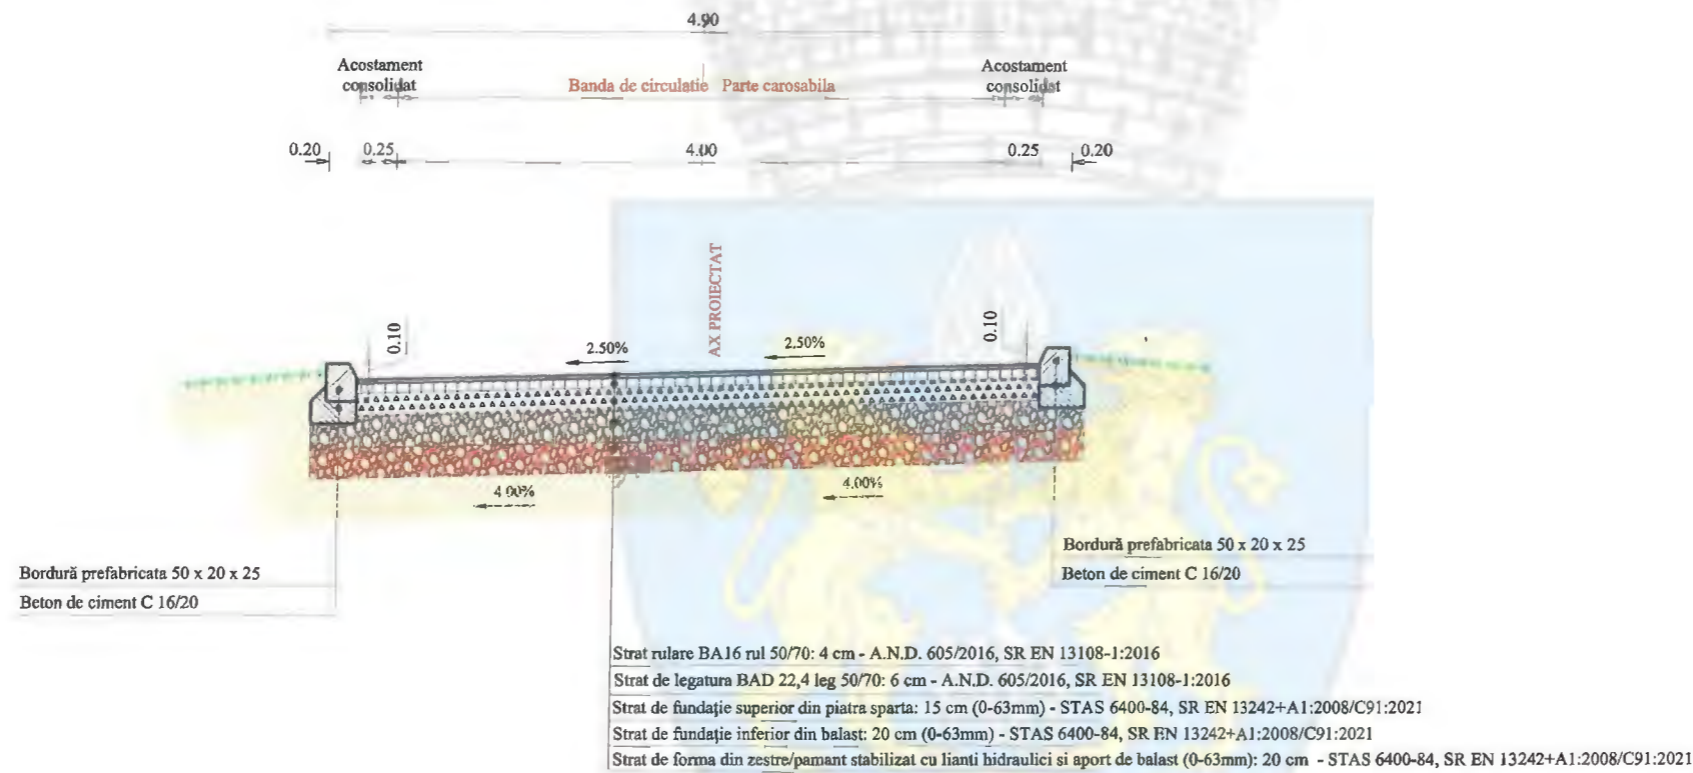 4.90
Acostament
consolidat
Banda de circulatie
Parte carosabila
Acostament
consolidat
0.20
0.25
4.00
0.25
0.20
AX PROIECTAT
0.10
2.50%
2.50%
0.10
4.00%
4.00%
Bordură prefabricata 50 x 20 x 25
Beton de ciment C 16/20
Bordură prefabricata 50 x 20 x 25
Beton de ciment C 16/20
Strat rulare BA16 rul 50/70: 4 cm - A.N.D. 605/2016, SR EN 13108-1:2016
Strat de legatura BAD 22,4 leg 50/70: 6 cm - A.N.D. 605/2016, SR EN 13108-1:2016
Strat de fundație superior din piatra sparta: 15 cm (0-63mm) - STAS 6400-84, SR EN 13242+A1:2008/C91:2021
Strat de fundație inferior din balast: 20 cm (0-63mm) - STAS 6400-84, SR EN 13242+A1:2008/C91:2021
Strat de forma din zestre/pamant stabilizat cu lianti hidraulici si aport de balast (0-63mm): 20 cm - STAS 6400-84, SR EN 13242+A1:2008/C91:2021